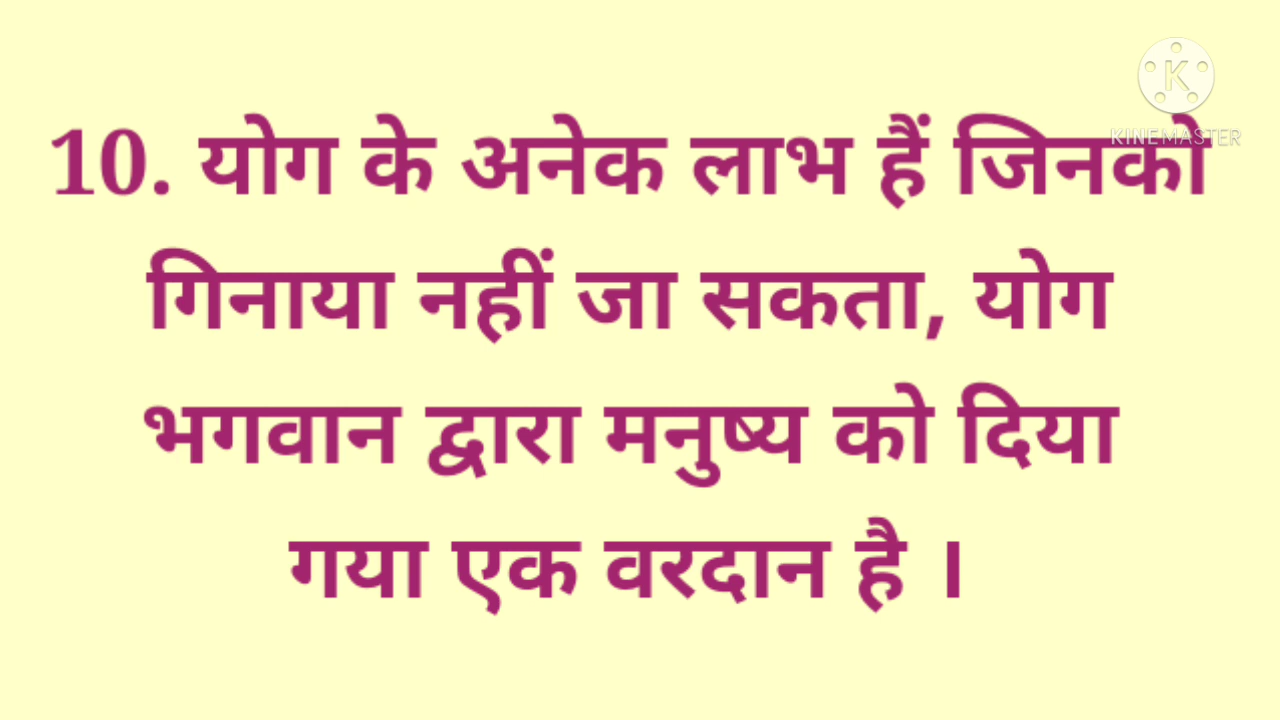 KINEMASTER
10. योग के अनेक लाभ हैं जिनको
गिनाया नहीं जा सकता, योग
भगवान द्वारा मनुष्य को दिया
गया एक वरदान है ।